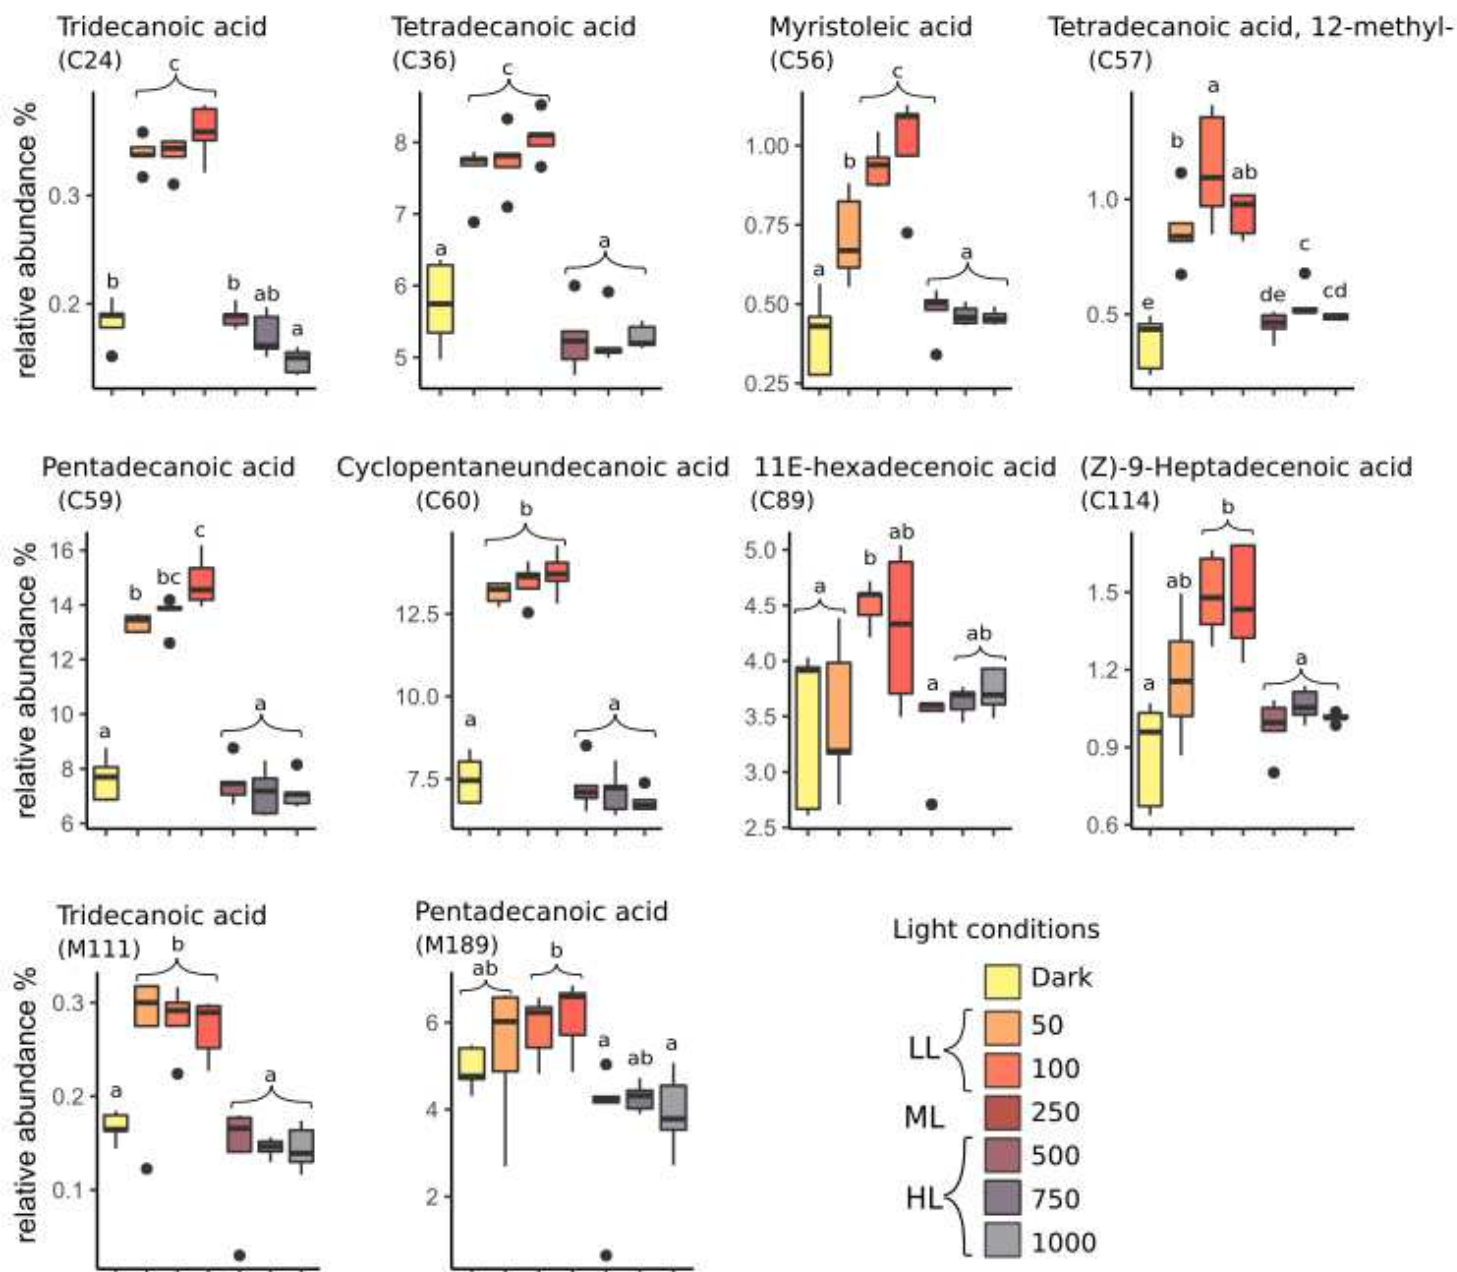 Tridecanoic acid
(C24)
c
relative abundance %
0.3
0.2
b
b
ab
a
Tetradecanoic acid
(C36)
c
8
7
6
5
a
a
Myristoleic acid
(C56)
c
1.00
0.75
0.50
0.25
b
a
a
Tetradecanoic acid, 12-methyl-
(C57)
a
b
ab
1.0
0.5
c
e
de
cd
Pentadecanoic acid
(C59)
c
relative abundance %
16
14
12
10
8
6
b
bc
a
a
Cyclopentaneundecanoic acid
(C60)
b
12.5
10.0
7.5
a
a
11E-hexadecenoic acid
(C89)
ab
5.0
4.5
4.0
3.5
3.0
2.5
b
a
ab
a
(Z)-9-Heptadecenoic acid
(C114)
b
1.5
1.2
0.9
0.6
ab
a
a
Tridecanoic acid
(M111)
b
relative abundance %
0.3
0.2
0.1
a
a
Pentadecanoic acid
(M189)
ab
b
6
4
2
a
ab
a
Light conditions
Dark
LL
50
100
ML
250
HL
500
750
1000